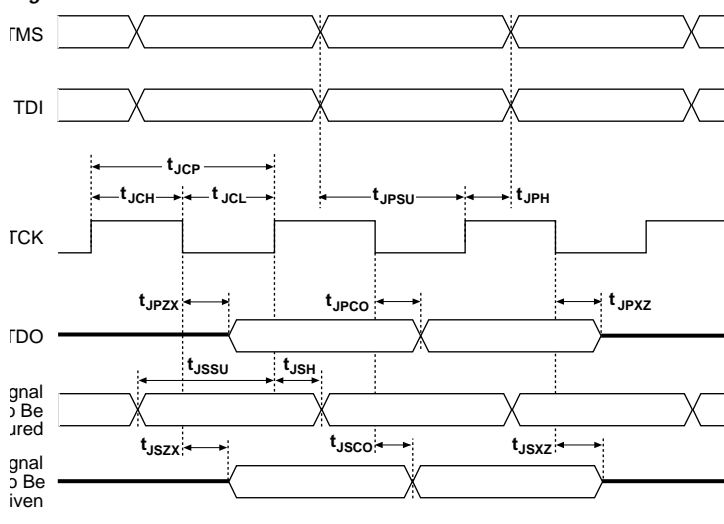 TMS
TDI
tJCP
tJCH
tJCL
tJPSU
tJPH
TCK
tJPZX
tJPCO
tJPXZ
TDO
tJSSU
tJSH
gnal
o Be
ured
tJSZX
tJSCO
tJSXZ
gnal
o Be
iven